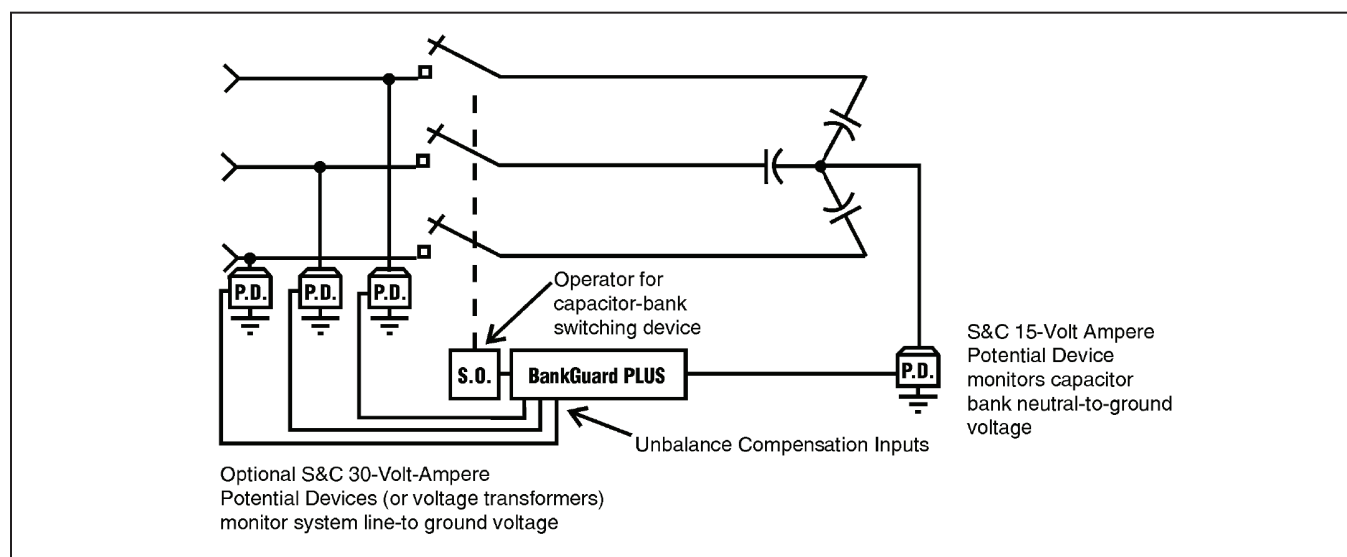 P.D.
P.D.
P.D.
Operator for
capacitor-bank
switching device
S.O.
BankGuard PLUS
P.D.
S&C 15-Volt Ampere
Potential Device
monitors capacitor
bank neutral-to-ground
voltage
Unbalance Compensation Inputs
Optional S&C 30-Volt-Ampere
Potential Devices (or voltage transformers)
monitor system line-to ground voltage